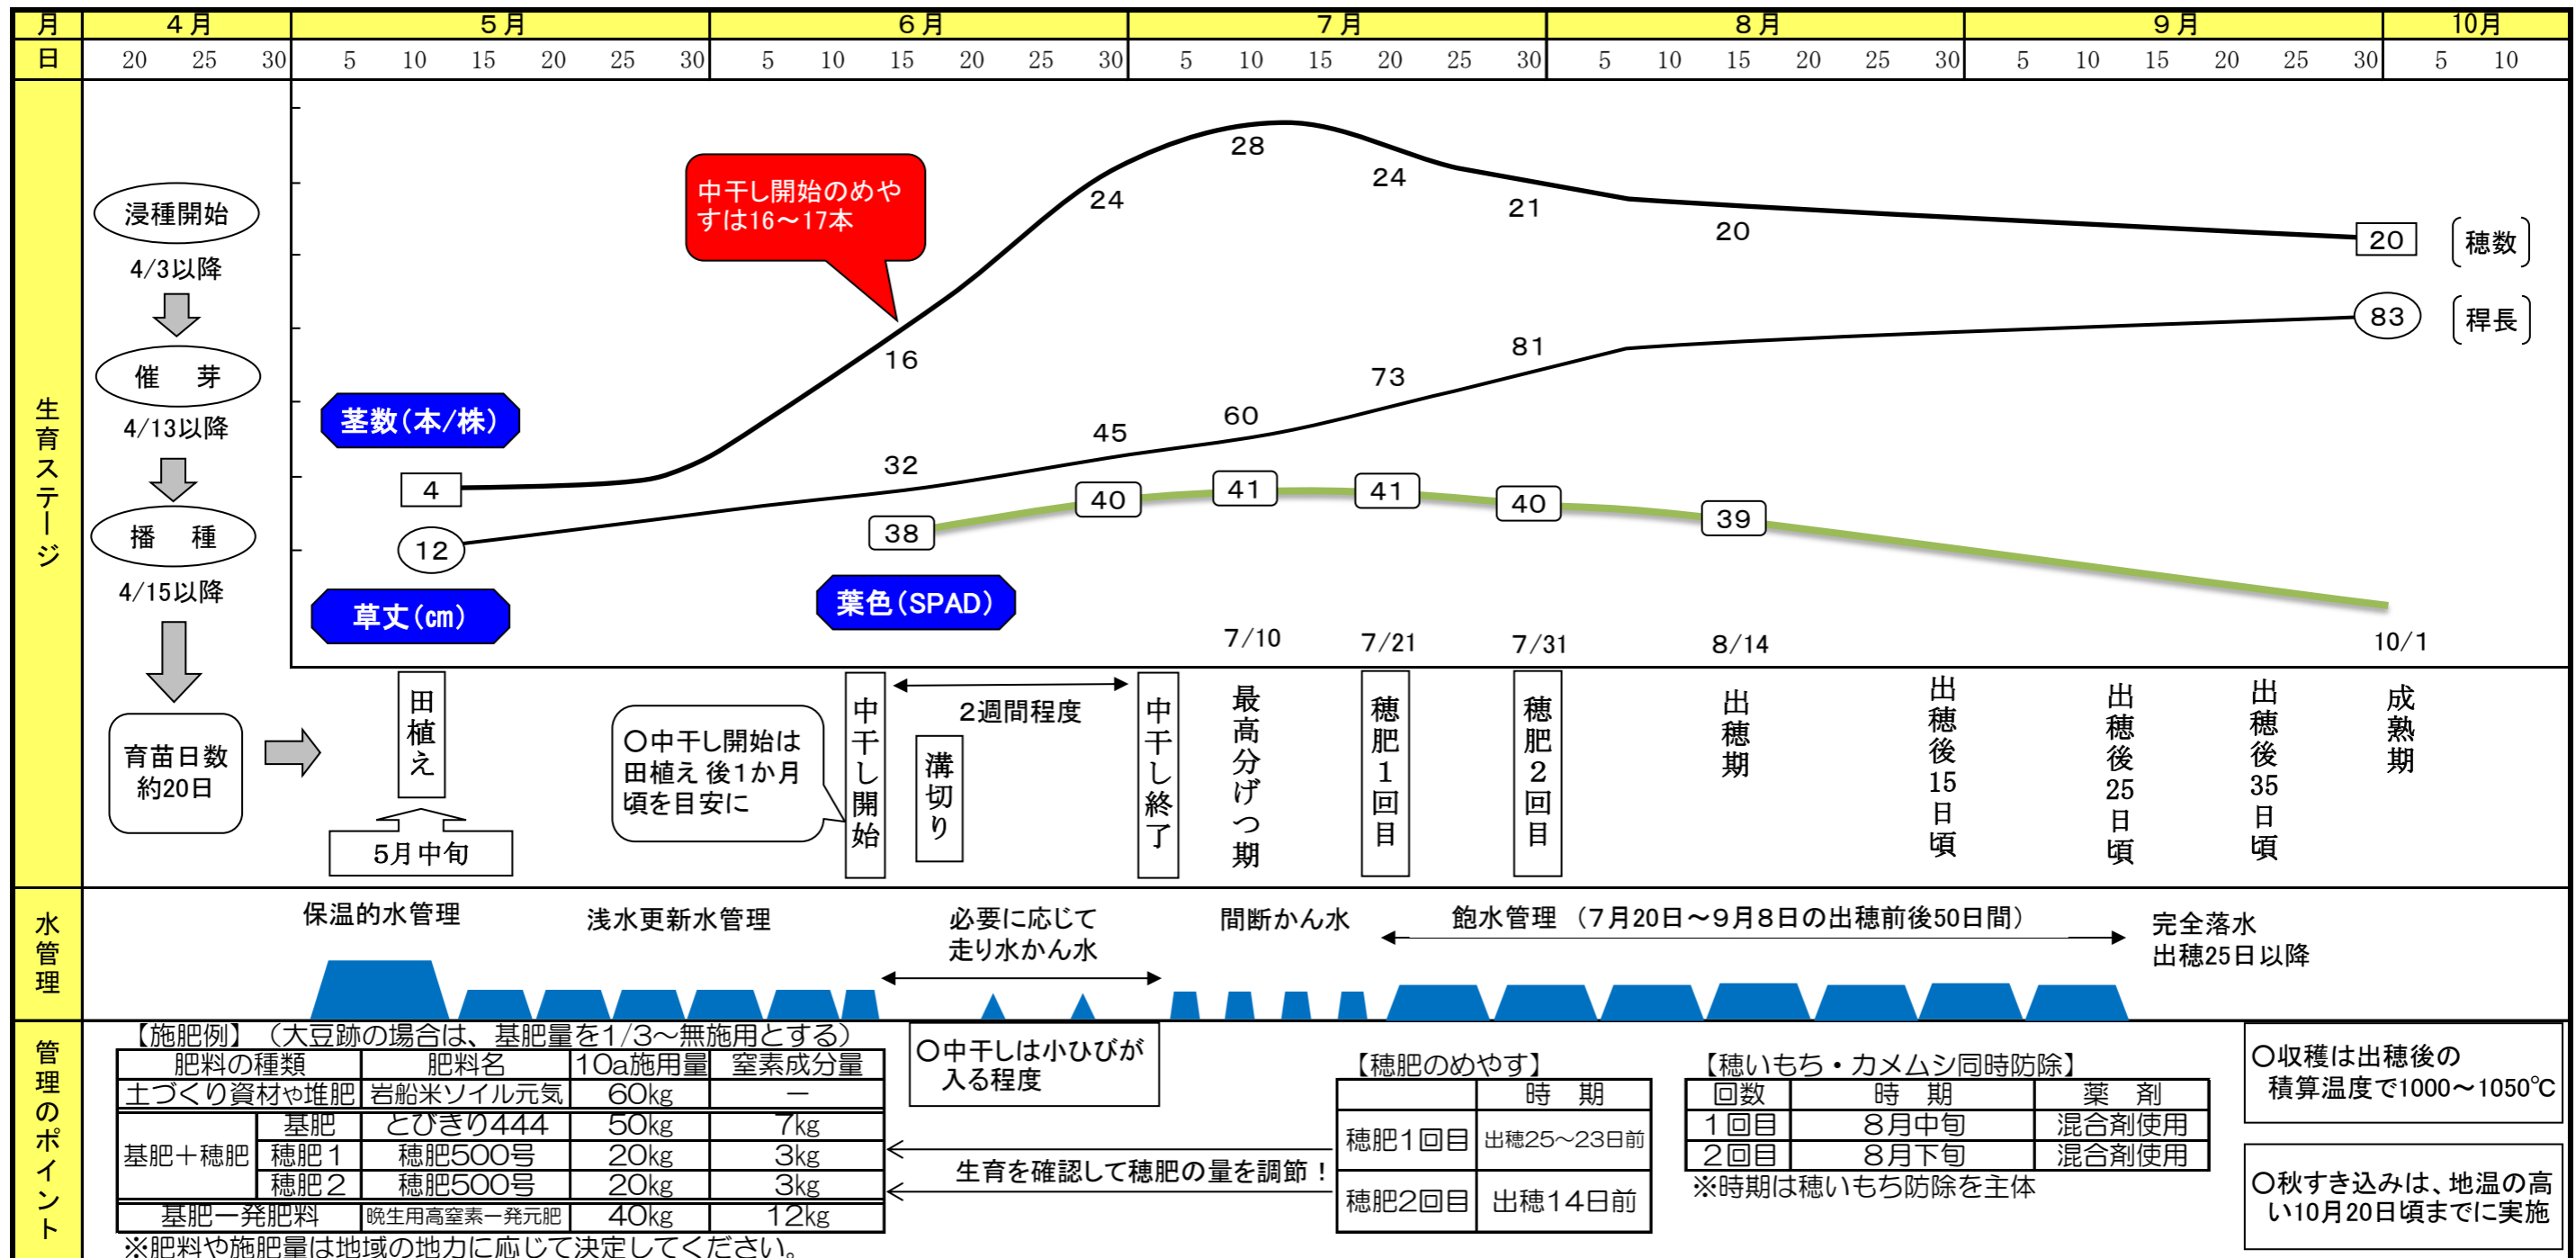 月 4月 5月 6月 7月 8月 9月 10月
日 20 25 30 5 10 15 20 25 30 5 10 15 20 25 30 5 10 15 20 25 30 5 10 15 20 25 30 5 10 15 20 25 30 5 10
生育ステージ
浸種開始
4/3以降
催　芽
4/13以降
播　種
4/15以降
育苗日数
約20日
中干し開始のめや
すは16～17本
茎数(本/株)
4 16 24 28 24 21 20 20
[穂数]
草丈(㎝)
12 32 45 60 73 81 83
[稈長]
葉色(SPAD)
38 40 41 41 40 39
7/10 7/21 7/31 8/14 10/1
田植え
5月中旬
〇中干し開始は
田植え 後1か月
頃を目安に
中干し開始
2週間程度
溝切り
中干し終了
最高分げつ期
穂肥1回目
穂肥2回目
出穂期
出穂後15日頃
出穂後25日頃
出穂後35日頃
成熟期
水管理
保温的水管理
浅水更新水管理
必要に応じて
走り水かん水
間断かん水
飽水管理（7月20日～9月8日の出穂前後50日間）
完全落水
出穂25日以降
管理のポイント
【施肥例】（大豆跡の場合は、基肥量を1/3～無施用とする）
肥料の種類 肥料名 10a施用量 窒素成分量
土づくり資材や堆肥 岩船米ソイル元気 60kg －
基肥＋穂肥 基肥 とびきり444 50kg 7kg
穂肥1 穂肥500号 20kg 3kg
穂肥2 穂肥500号 20kg 3kg
基肥一発肥料 晩生用高窒素一発元肥 40kg 12kg
※肥料や施肥量は地域の地力に応じて決定してください。
〇中干しは小ひびが
入る程度
生育を確認して穂肥の量を調節！
【穂肥のめやす】
時　期
穂肥1回目 出穂25～23日前
穂肥2回目 出穂14日前
【穂いもち・カメムシ同時防除】
回数 時　期 薬　剤
1回目 8月中旬 混合剤使用
2回目 8月下旬 混合剤使用
※時期は穂いもち防除を主体
〇収穫は出穂後の
積算温度で1000～1050℃
〇秋すき込みは、地温の高
い10月20日頃までに実施